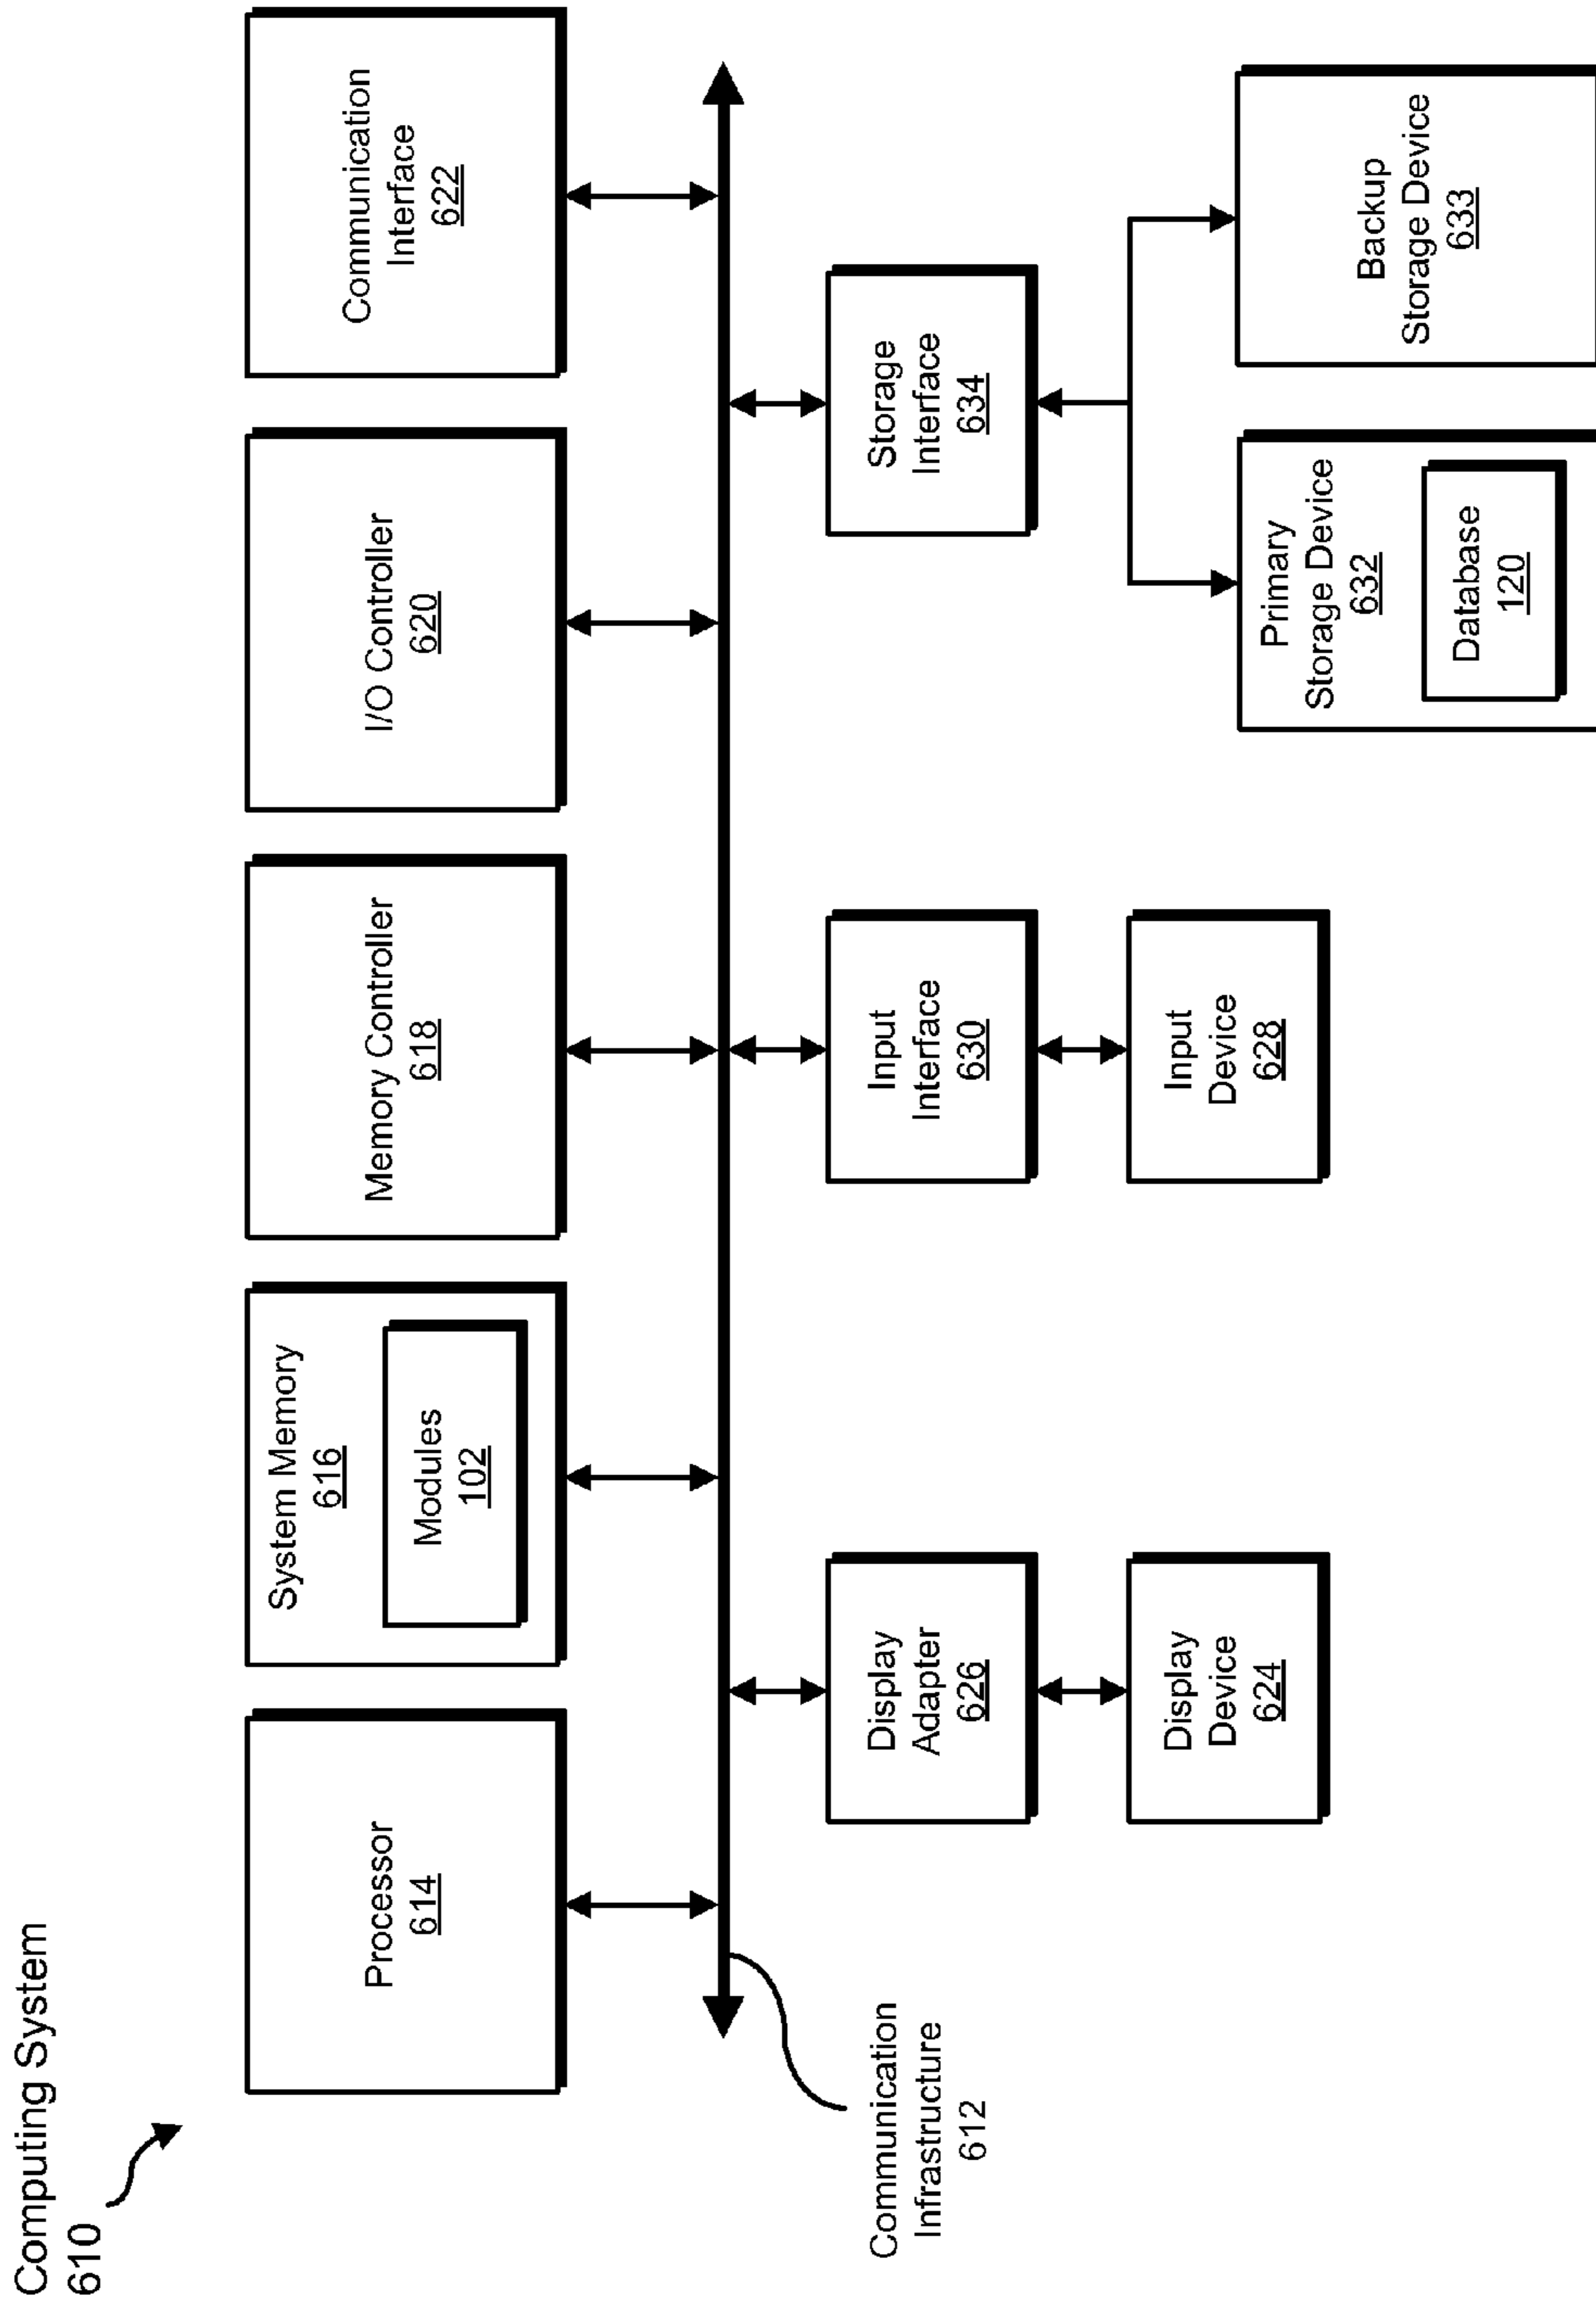 Computing System
610
Processor
614
System Memory
616
Modules
102
Memory Controller
618
I/O Controller
620
Communication
Interface
622
Communication
Infrastructure
612
Display
Adapter
626
Input
Interface
630
Storage
Interface
634
Display
Device
624
Input
Device
628
Primary
Storage Device
632
Database
120
Backup
Storage Device
633